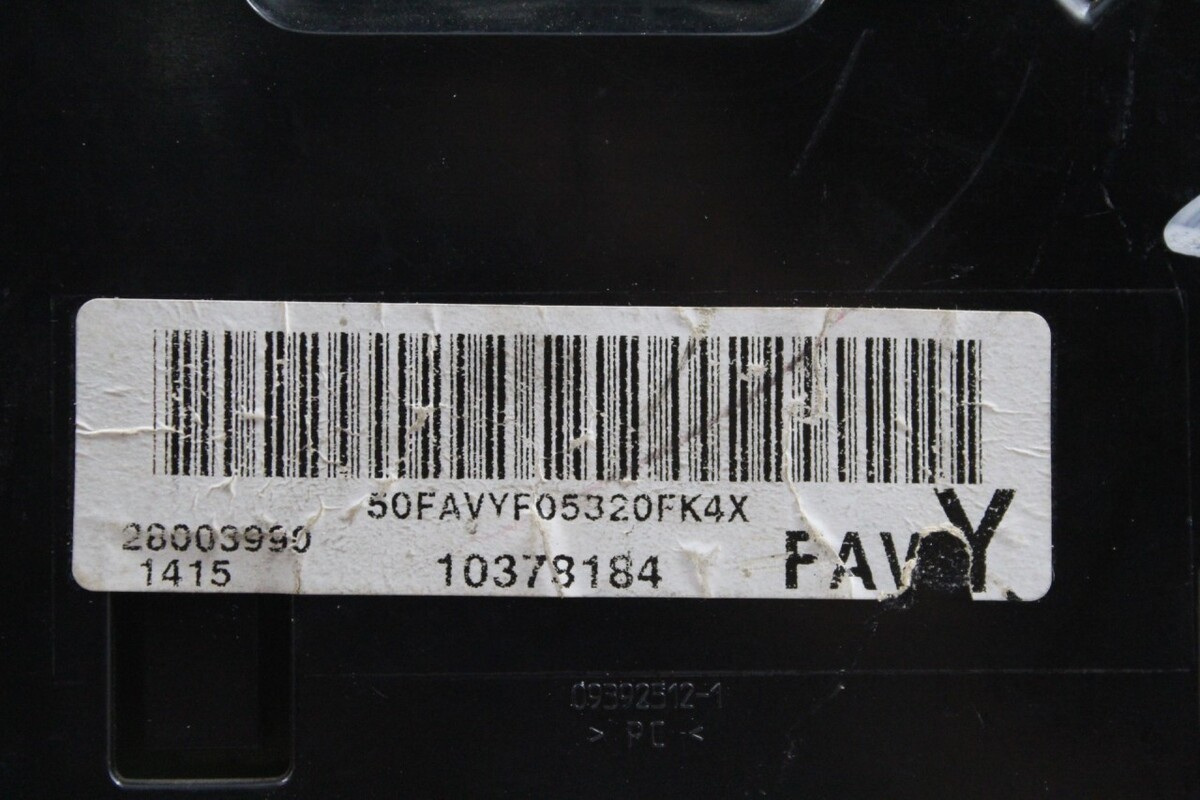 50FAVYF05320FK4X
28003990
1415
10378184
FAVY
09392512-1
> PC <